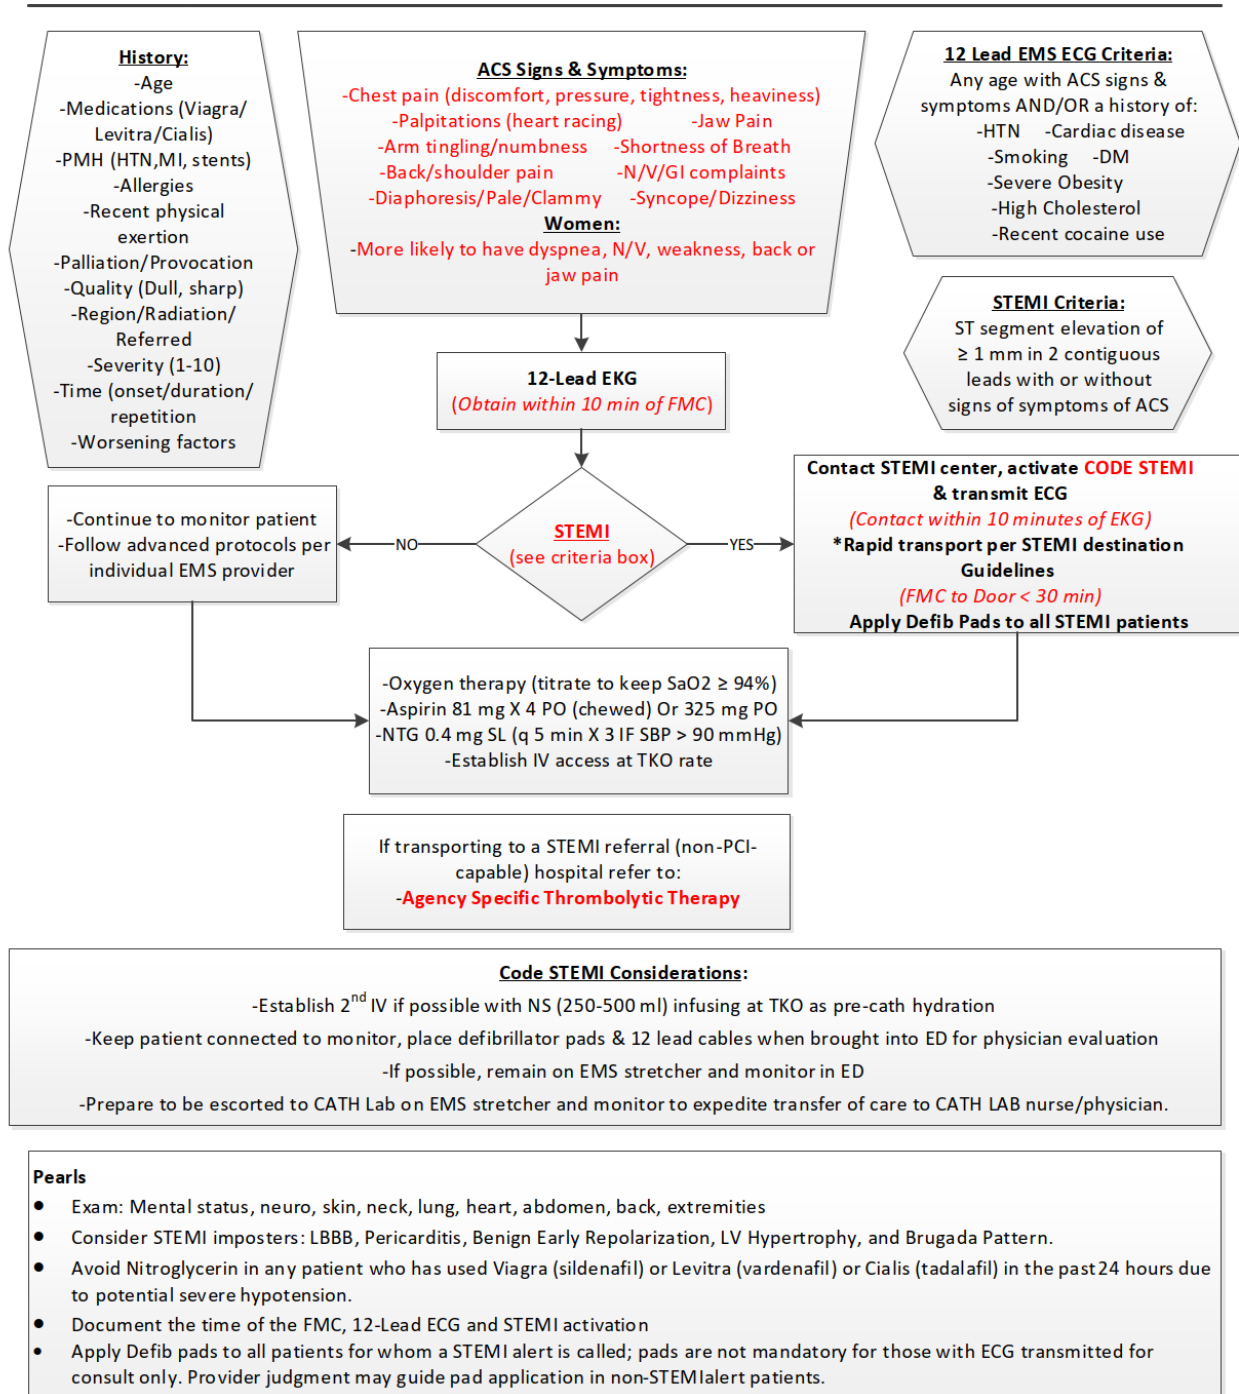 History:
-Age
-Medications (Viagra/
Levitra/Cialis)
-PMH (HTN,MI, stents)
-Allergies
-Recent physical
exertion
-Palliation/Provocation
-Quality (Dull, sharp)
-Region/Radiation/
Referred
-Severity (1-10)
-Time (onset/duration/
repetition
-Worsening factors
ACS Signs & Symptoms:
-Chest pain (discomfort, pressure, tightness, heaviness)
-Palpitations (heart racing) -Jaw Pain
-Arm tingling/numbness -Shortness of Breath
-Back/shoulder pain -N/V/GI complaints
-Diaphoresis/Pale/Clammy -Syncope/Dizziness
Women:
-More likely to have dyspnea, N/V, weakness, back or
jaw pain
12 Lead EMS ECG Criteria:
Any age with ACS signs &
symptoms AND/OR a history of:
-HTN -Cardiac disease
-Smoking -DM
-Severe Obesity
-High Cholesterol
-Recent cocaine use
STEMI Criteria:
ST segment elevation of
≥ 1 mm in 2 contiguous
leads with or without
signs of symptoms of ACS
12-Lead EKG
(Obtain within 10 min of FMC)
STEMI
(see criteria box)
NO
YES
-Continue to monitor patient
-Follow advanced protocols per
individual EMS provider
Contact STEMI center, activate CODE STEMI
& transmit ECG
(Contact within 10 minutes of EKG)
*Rapid transport per STEMI destination
Guidelines
(FMC to Door < 30 min)
Apply Defib Pads to all STEMI patients
-Oxygen therapy (titrate to keep SaO2 ≥ 94%)
-Aspirin 81 mg X 4 PO (chewed) Or 325 mg PO
-NTG 0.4 mg SL (q 5 min X 3 IF SBP > 90 mmHg)
-Establish IV access at TKO rate
If transporting to a STEMI referral (non-PCI-
capable) hospital refer to:
-Agency Specific Thrombolytic Therapy
Code STEMI Considerations:
-Establish 2nd IV if possible with NS (250-500 ml) infusing at TKO as pre-cath hydration
-Keep patient connected to monitor, place defibrillator pads & 12 lead cables when brought into ED for physician evaluation
-If possible, remain on EMS stretcher and monitor in ED
-Prepare to be escorted to CATH Lab on EMS stretcher and monitor to expedite transfer of care to CATH LAB nurse/physician.
Pearls
● Exam: Mental status, neuro, skin, neck, lung, heart, abdomen, back, extremities
● Consider STEMI imposters: LBBB, Pericarditis, Benign Early Repolarization, LV Hypertrophy, and Brugada Pattern.
● Avoid Nitroglycerin in any patient who has used Viagra (sildenafil) or Levitra (vardenafil) or Cialis (tadalafil) in the past 24 hours due
to potential severe hypotension.
● Document the time of the FMC, 12-Lead ECG and STEMI activation
• Apply Defib pads to all patients for whom a STEMI alert is called; pads are not mandatory for those with ECG transmitted for
consult only. Provider judgment may guide pad application in non-STEMIalert patients.